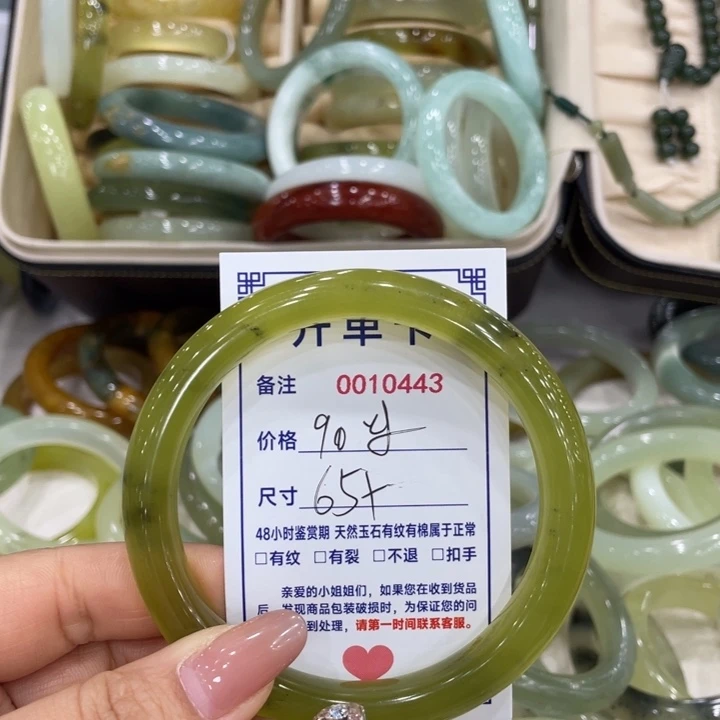 开单卡
备注 0010443
价格 90
尺寸 65+
48小时鉴赏期 天然玉石有纹有棉属于正常
□有纹 □有裂 □不退 □扣手
亲爱的小姐姐们，如果您在收到货品
后 发现商品包装破损时，为保证您的问
到处理，请第一时间联系客服。